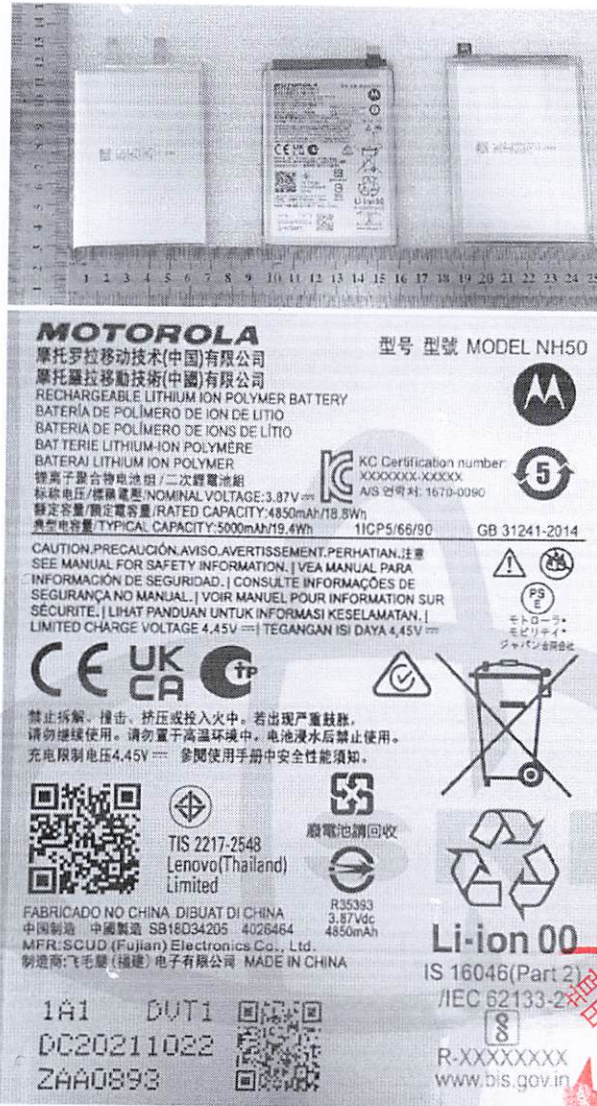 MOTOROLA
型号 型號 MODEL NH50
摩托罗拉移动技术(中国)有限公司
摩托羅拉移動技術(中國)有限公司
RECHARGEABLE LITHIUM ION POLYMER BATTERY
BATERÍA DE POLÍMERO DE ION DE LITIO
BATERIA DE POLÍMERO DE IONS DE LÍTIO
BATTERIE LITHIUM-ION POLYMÈRE
BATERAI LITHIUM ION POLYMER
锂离子聚合物电池组/二次鋰電池組
标称电压/標稱電壓/NOMINAL VOLTAGE:3.87V
额定容量/額定電容量/RATED CAPACITY:4850mAh/18.8Wh
典型电容量/TYPICAL CAPACITY:5000mAh/19.4Wh
KC Certification number:
XXXXXXX-XXXXX
A/S 연락처: 1670-0090
5
1ICP5/66/90
GB 31241-2014
CAUTION.PRECAUCIÓN.AVISO.AVERTISSEMENT.PERHATIAN.注意
SEE MANUAL FOR SAFETY INFORMATION. | VEA MANUAL PARA
INFORMACIÓN DE SEGURIDAD. | CONSULTE INFORMAÇÕES DE
SEGURANÇA NO MANUAL. | VOIR MANUEL POUR INFORMATION SUR
SÉCURITE. | LIHAT PANDUAN UNTUK INFORMASI KESELAMATAN. |
LIMITED CHARGE VOLTAGE 4,45V | TEGANGAN ISI DAYA 4,45V
PS
E
モトローラ・
モビリティ・
ジャパン合同会社
CE UK
CA
禁止拆解、撞击、挤压或投入火中。若出现严重鼓胀,
请勿继续使用。请勿置于高温环境中。电池浸水后禁止使用。
充电限制电压4.45V 參閱使用手册中安全性能須知。
TIS 2217-2548
Lenovo(Thailand)
Limited
廢電池請回收
R35393
3.87Vdc
4850mAh
FABRICADO NO CHINA DIBUAT DI CHINA
中国制造 中國製造 SB18D34205 4026464
MFR:SCUD (Fujian) Electronics Co., Ltd.
制造商:飞毛腿(福建)电子有限公司 MADE IN CHINA
Li-ion 00
IS 16046(Part 2)
/IEC 62133-2
R-XXXXXXXX
www.bis.gov.in
1A1 DVT1
DC20211022
ZAA0893